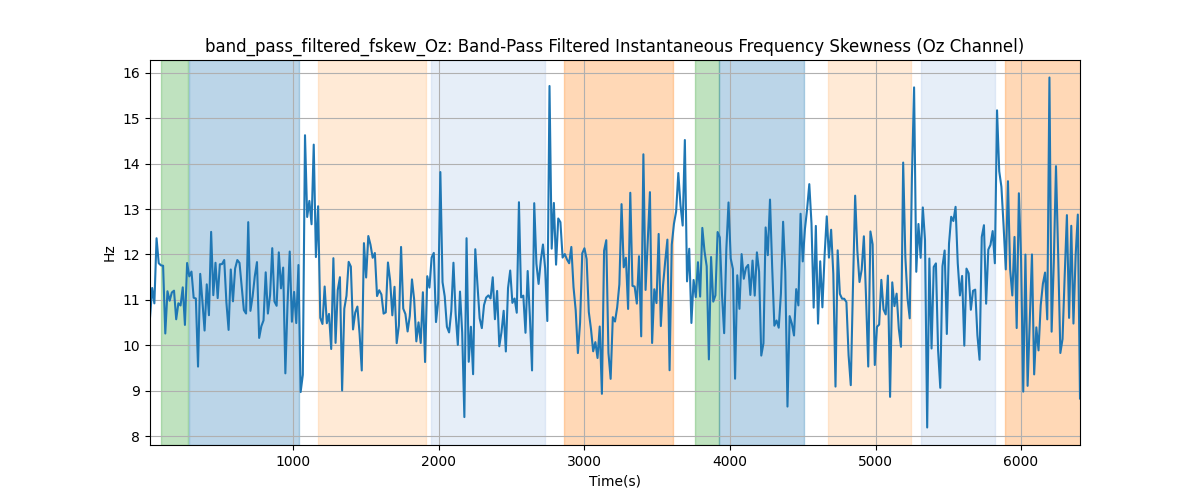 band_pass_filtered_fskew_Oz: Band-Pass Filtered Instantaneous Frequency Skewness (Oz Channel)
16
15
14
13
12
11
10
9
8
Hz
1000 2000 3000 4000 5000 6000
Time(s)